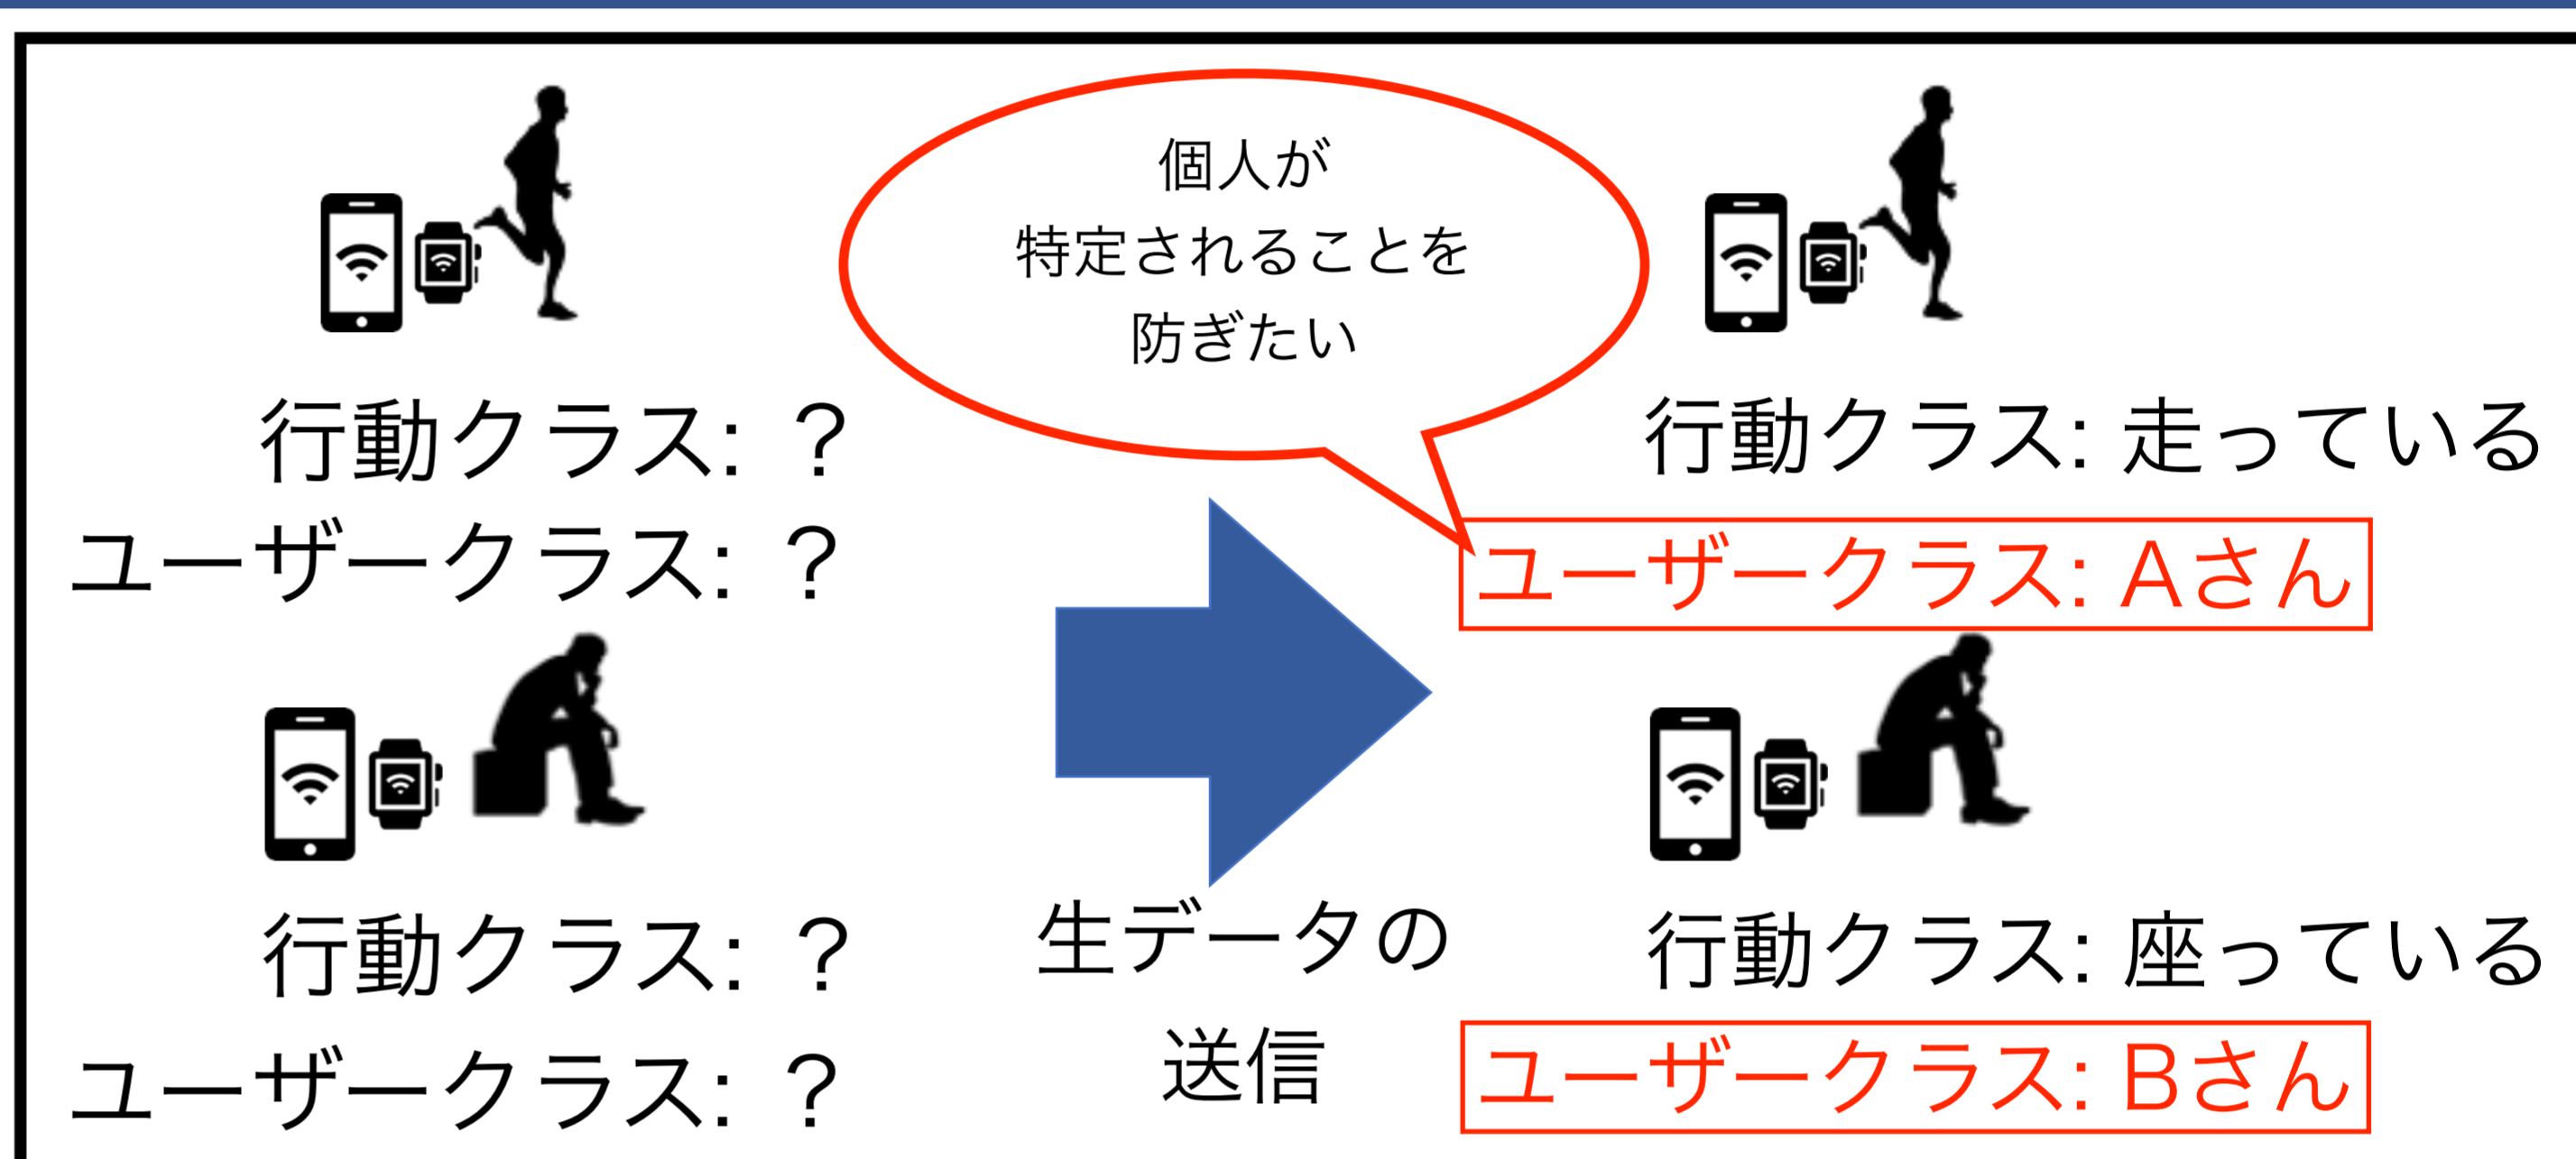 行動クラス: ?
ユーザークラス: ?
行動クラス: ?
ユーザークラス: ?
個人が
特定されることを
防ぎたい
生データの
送信
行動クラス: 走っている
ユーザークラス: Aさん
行動クラス: 座っている
ユーザークラス: Bさん